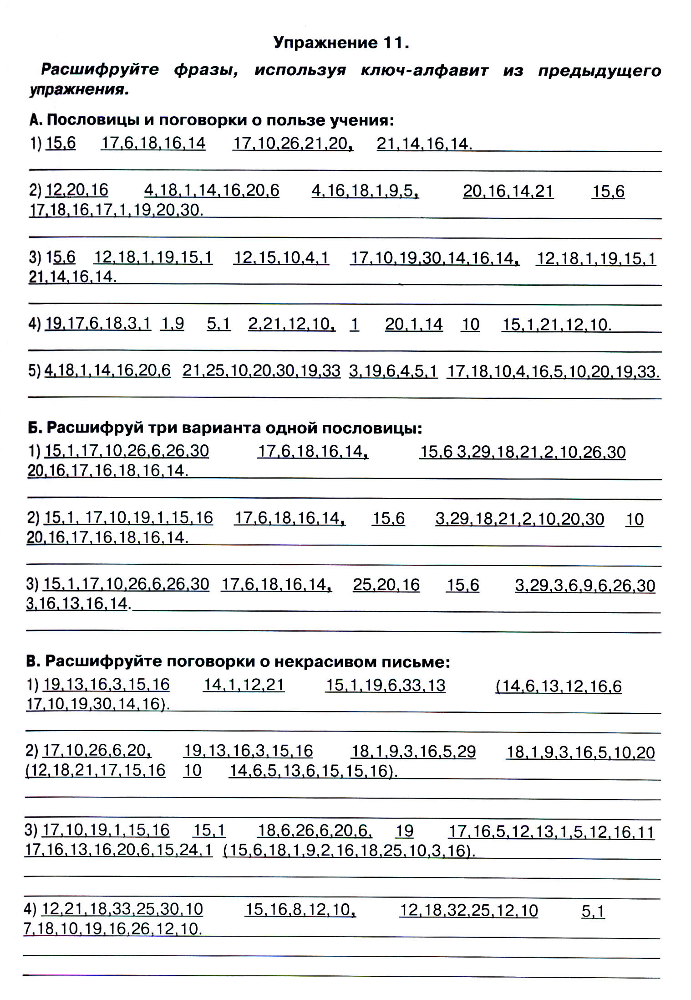 Упражнение 11.
Расшифруйте фразы, используя ключ-алфавит из предыдущего
упражнения.
А. Пословицы и поговорки о пользе учения:
1) 15,6 17,6,18,16,14 17,10,26,21,20, 21,14,16,14.
2) 12,20,16 4,18,1,14,16,20,6 4,16,18,1,9,5, 20,16,14,21 15,6
17,18,16,17,1,19,20,30.
3) 15,6 12,18,1,19,15,1 12,15,10,4,1 17,10,19,30,14,16,14, 12,18,1,19,15,1
21,14,16,14.
4) 19,17,6,18,3,1 1,9 5,1 2,21,12,10, 1 20,1,14 10 15,1,21,12,10.
5) 4,18,1,14,16,20,6 21,25,10,20,30,19,33 3,19,6,4,5,1 17,18,10,4,16,5,10,20,19,33.
Б. Расшифруй три варианта одной пословицы:
1) 15,1,17,10,26,6,26,30 17,6,18,16,14, 15,6 3,29,18,21,2,10,26,30
20,16,17,16,18,16,14.
2) 15,1, 17,10,19,1,15,16 17,6,18,16,14, 15,6 3,29,18,21,2,10,20,30 10
20,16,17,16,18,16,14.
3) 15,1,17,10,26,6,26,30 17,6,18,16,14, 25,20,16 15,6 3,29,3,6,9,6,26,30
3,16,13,16,14.
В. Расшифруйте поговорки о некрасивом письме:
1) 19,13,16,3,15,16 14,1,12,21 15,1,19,6,33,13 (14,6,13,12,16,6
17,10,19,30,14,16).
2) 17,10,26,6,20, 19,13,16,3,15,16 18,1,9,3,16,5,29 18,1,9,3,16,5,10,20
(12,18,21,17,15,16 10 14,6,5,13,6,15,15,16).
3) 17,10,19,1,15,16 15,1 18,6,26,6,20,6, 19 17,16,5,12,13,1,5,12,16,11
17,16,13,16,20,6,15,24,1 (15,6,18,1,9,2,16,18,25,10,3,16).
4) 12,21,18,33,25,30,10 15,16,8,12,10, 12,18,32,25,12,10 5,1
7,18,10,19,16,26,12,10.